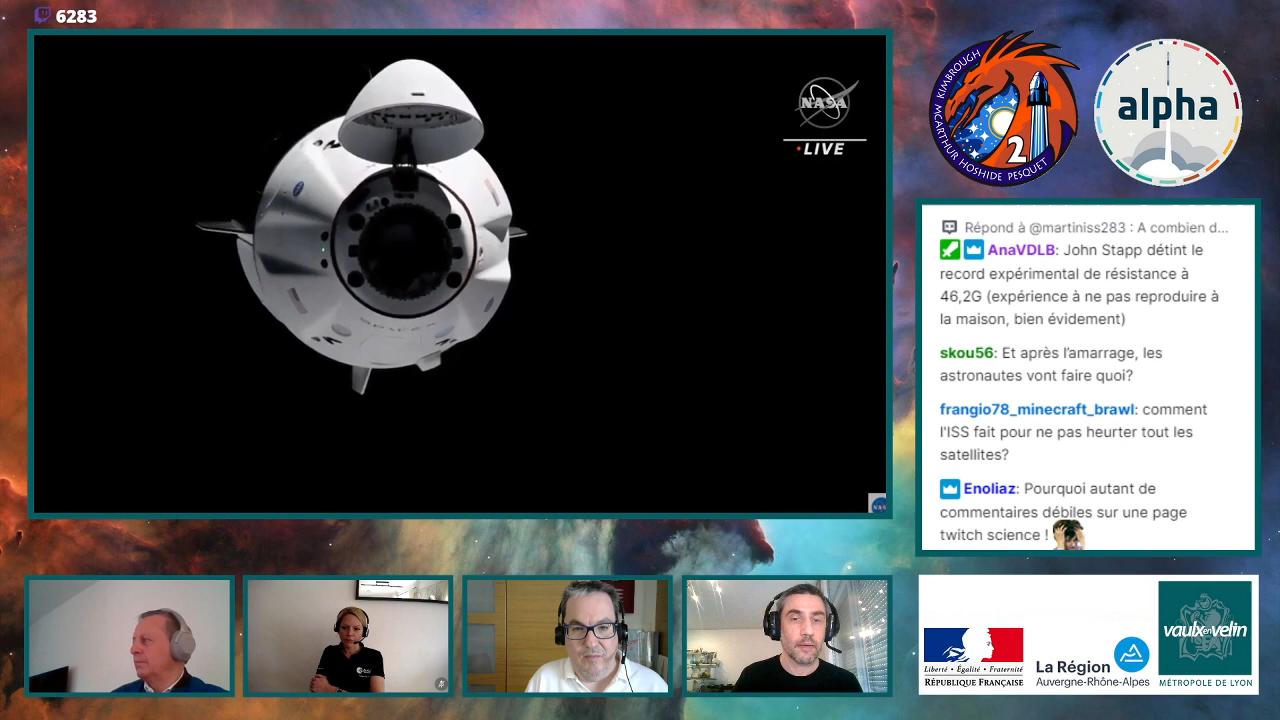 6283
NASA
LIVE
MCARTHUR KIMBROUGH
HOSHIDE PESQUET
2
alpha
Répond à @martiniss283 : A combien d...
AnaVDLB: John Stapp détint le
record expérimental de résistance à
46,2G (expérience à ne pas reproduire à
la maison, bien évidement)
skou56: Et après l'amarrage, les
astronautes vont faire quoi?
frangio78_minecraft_brawl: comment
l'ISS fait pour ne pas heurter tout les
satellites?
Enoliaz: Pourquoi autant de
commentaires débiles sur une page
twitch science !
SPACEX
Liberté • Égalité • Fraternité
RÉPUBLIQUE FRANÇAISE
La Région
Auvergne-Rhône-Alpes
vaulx en velin
MÉTROPOLE DE LYON